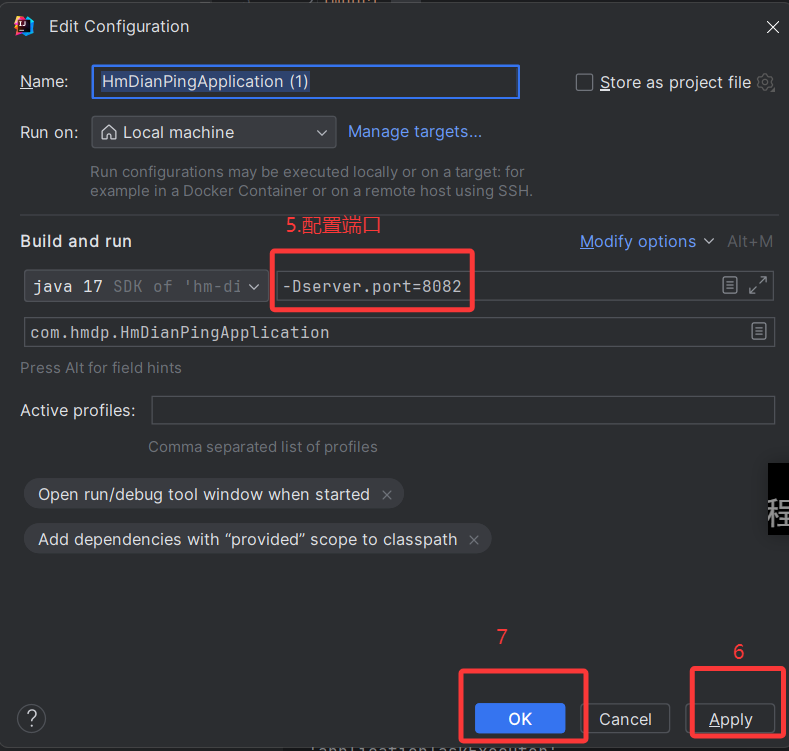 Edit Configuration
Name: HmDianPingApplication (1) Store as project file
Run on: Local machine Manage targets...
Run configurations may be executed locally or on a target: for
example in a Docker Container or on a remote host using SSH.
5.配置端口
Build and run Modify options Alt+M
java 17 SDK of 'hm-di -Dserver.port=8082
com.hmdp.HmDianPingApplication
Press Alt for field hints
Active profiles:
Comma separated list of profiles
Open run/debug tool window when started ×
程
Add dependencies with “provided” scope to classpath ×
7
6
? OK Cancel Apply